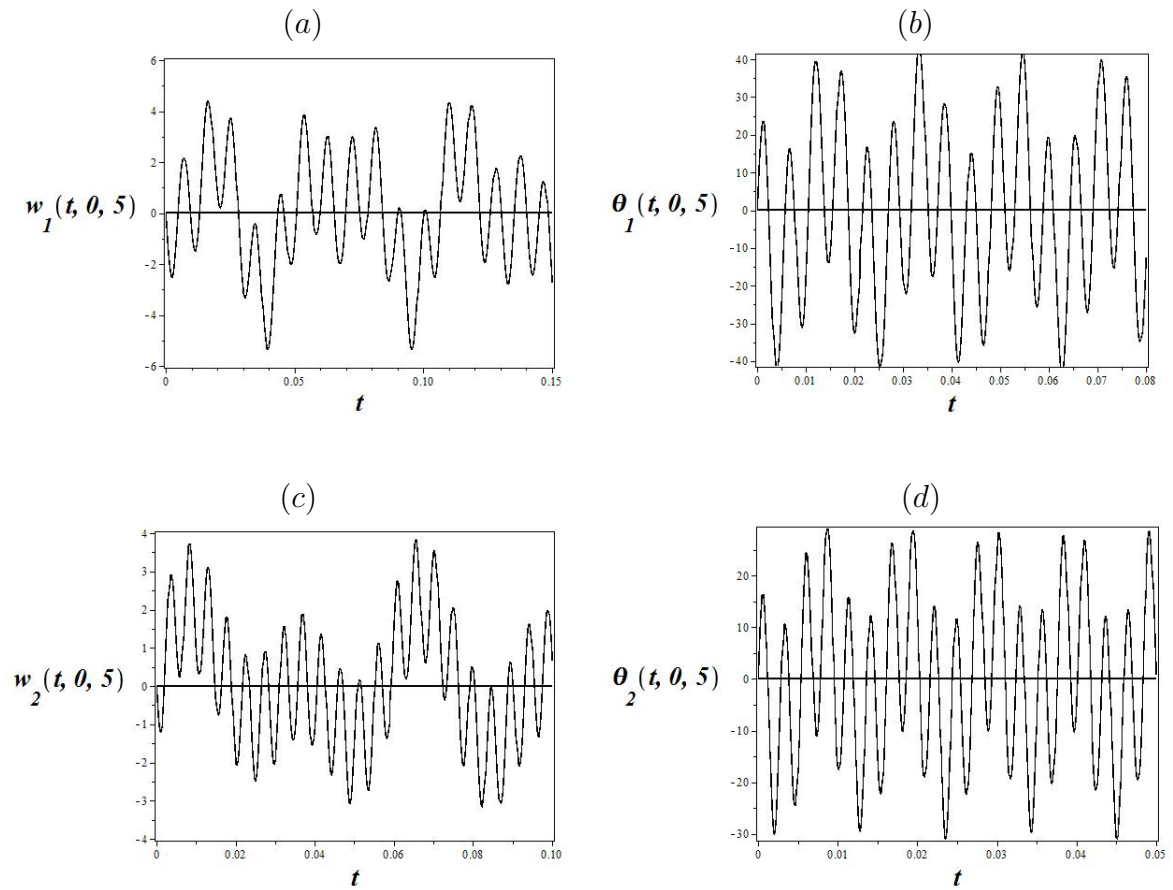 (a)
6
4
2
0
-2
-4
-6
w₁(t, 0, 5)
0 0.05 0.10 0.15
t
(b)
40
30
20
10
0
-10
-20
-30
-40
θ₁(t, 0, 5)
0 0.01 0.02 0.03 0.04 0.05 0.06 0.07 0.08
t
(c)
4
3
2
1
0
-1
-2
-3
-4
w₂(t, 0, 5)
0 0.02 0.04 0.06 0.08 0.10
t
(d)
20
10
0
-10
-20
-30
θ₂(t, 0, 5)
0 0.01 0.02 0.03 0.04 0.05
t